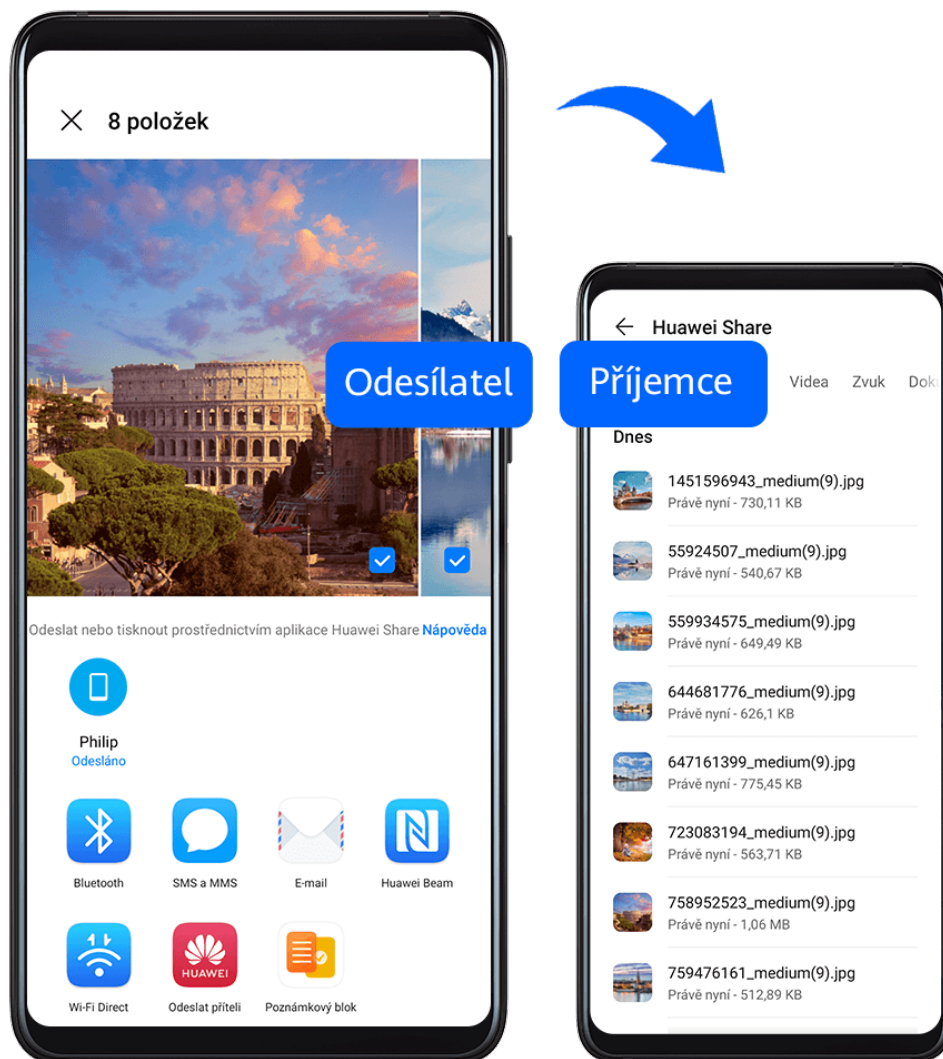 8 položek
Odesílatel
Odeslat nebo tisknout prostřednictvím aplikace Huawei Share Nápověda
Philip
Odesláno
Bluetooth
SMS a MMS
E-mail
Huawei Beam
HUAWEI
Wi-Fi Direct
Odeslat příteli
Poznámkový blok
Huawei Share
Příjemce
Videa
Zvuk
Dok
Dnes
1451596943_medium(9).jpg
Právě nyní - 730,11 KB
55924507_medium(9).jpg
Právě nyní - 540,67 KB
559934575_medium(9).jpg
Právě nyní - 649,49 KB
644681776_medium(9).jpg
Právě nyní - 626,1 KB
647161399_medium(9).jpg
Právě nyní - 775,45 KB
723083194_medium(9).jpg
Právě nyní - 563,71 KB
758952523_medium(9).jpg
Právě nyní - 1,06 MB
759476161_medium(9).jpg
Právě nyní - 512,89 KB